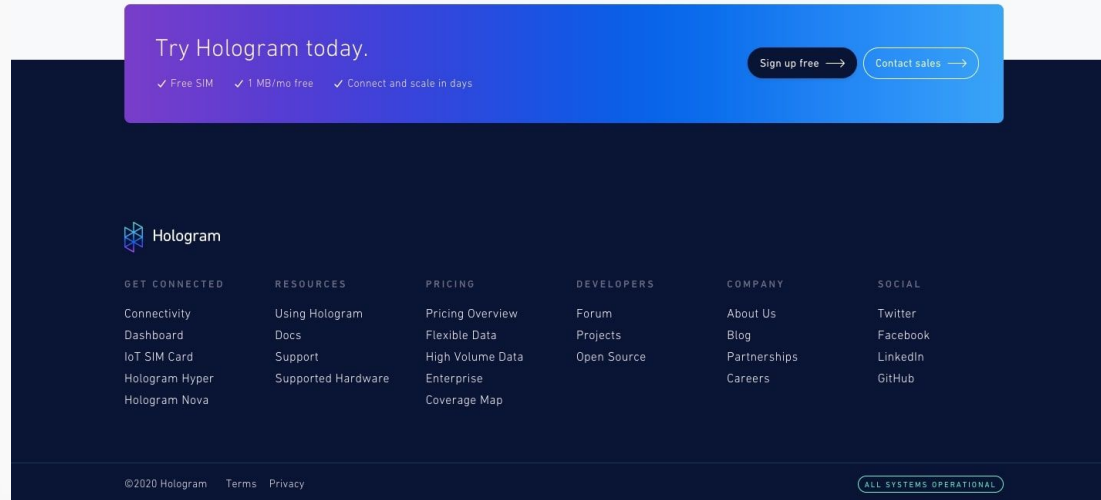 Try Hologram today.
✓ Free SIM ✓ 1 MB/mo free ✓ Connect and scale in days
Sign up free →
Contact sales →
Hologram
GET CONNECTED
Connectivity
Dashboard
IoT SIM Card
Hologram Hyper
Hologram Nova
RESOURCES
Using Hologram
Docs
Support
Supported Hardware
PRICING
Pricing Overview
Flexible Data
High Volume Data
Enterprise
Coverage Map
DEVELOPERS
Forum
Projects
Open Source
COMPANY
About Us
Blog
Partnerships
Careers
SOCIAL
Twitter
Facebook
LinkedIn
GitHub
©2020 Hologram Terms Privacy
ALL SYSTEMS OPERATIONAL